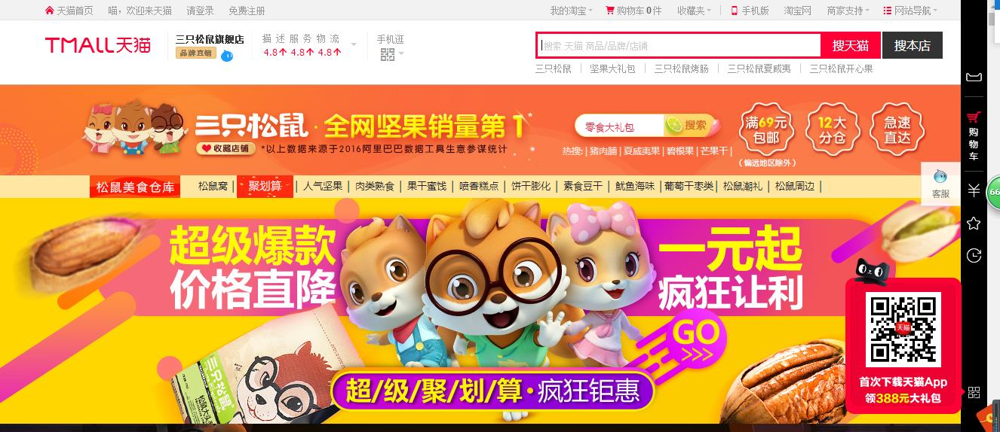 天猫首页 喵，欢迎来天猫 请登录 免费注册 我的淘宝 购物车 0 件 收藏夹 手机版 淘宝网 商家支持 网站导航
TMALL天猫 三只松鼠旗舰店 描述 服务 物流 手机逛 搜索 天猫 商品/品牌/店铺 搜天猫 搜本店
品牌直销 4.8 4.8 4.8
三只松鼠 坚果大礼包 三只松鼠烤肠 三只松鼠夏威夷 三只松鼠开心果
三只松鼠·全网坚果销量第1 零食大礼包 搜索 满69元包邮 12大分仓 急速直达
收藏店铺 *以上数据来源于2016阿里巴巴数据工具生意参谋统计 热搜: | 猪肉脯 | 夏威夷果 | 碧根果 | 芒果干 |
（偏远地区除外）
松鼠美食仓库 松鼠窝 | 聚划算 | 人气坚果 | 肉类熟食 | 果干蜜饯 | 喷香糕点 | 饼干膨化 | 素食豆干 | 鱿鱼海味 | 葡萄干枣类 | 松鼠潮礼 | 松鼠周边 |
购物车
客服
66
超级爆款
价格直降
一元起
疯狂让利
GO
>>>
三只松鼠
超/级/聚/划/算·疯狂钜惠
天猫
首次下载天猫App
领388元大礼包